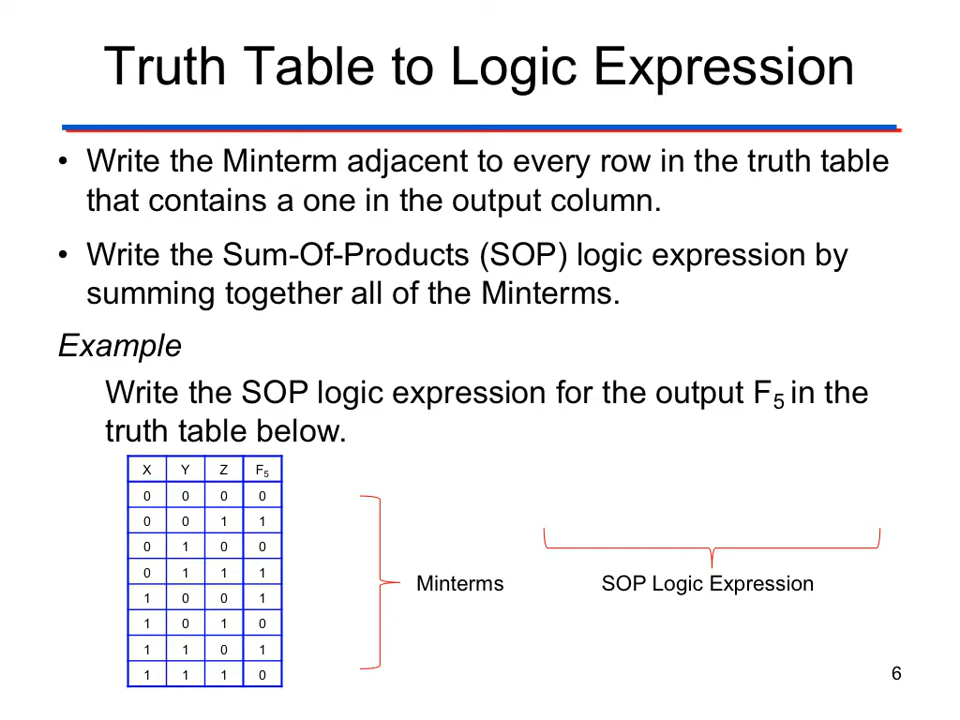 Truth Table to Logic Expression
• Write the Minterm adjacent to every row in the truth table
that contains a one in the output column.
• Write the Sum-Of-Products (SOP) logic expression by
summing together all of the Minterms.
Example
Write the SOP logic expression for the output F₅ in the
truth table below.
X Y Z F₅
0 0 0 0
0 0 1 1
0 1 0 0
0 1 1 1
1 0 0 1
1 0 1 0
1 1 0 1
1 1 1 0
Minterms
SOP Logic Expression
6